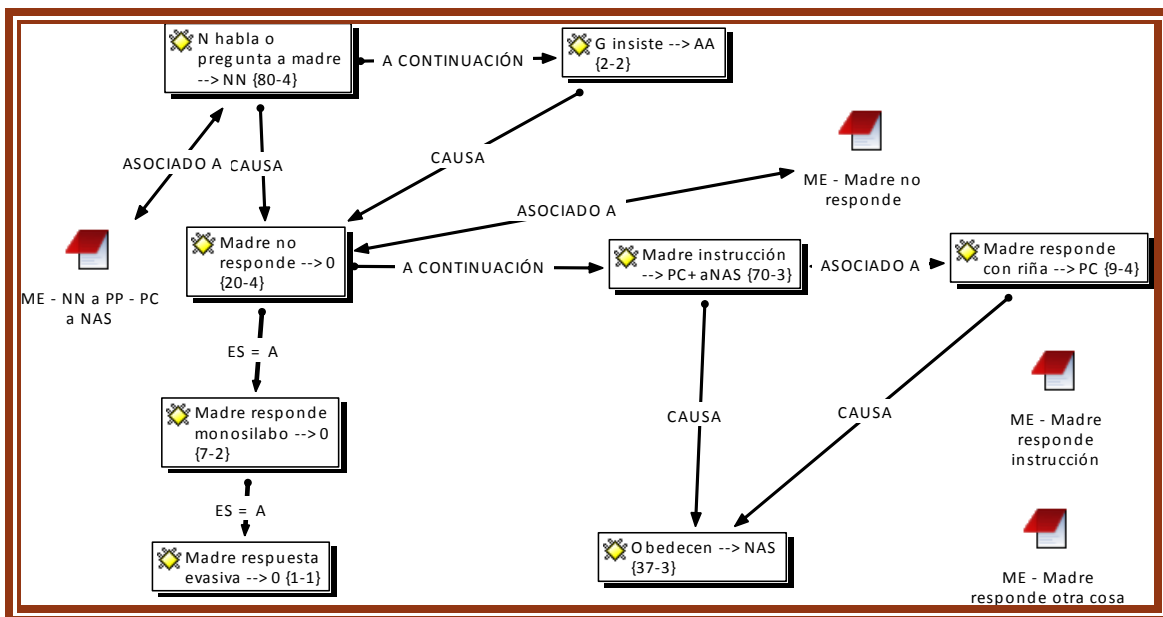 N habla o
pregunta a madre
--> NN {80-4}
A CONTINUACIÓN
G insiste --> AA
{2-2}
ASOCIADO A
CAUSA
CAUSA
ME - Madre no
responde
ASOCIADO A
ME - NN a PP - PC
a NAS
Madre no
responde --> 0
{20-4}
A CONTINUACIÓN
Madre instrucción
--> PC+ aNAS {70-3}
ASOCIADO A
Madre responde
con riña --> PC {9-4}
ES = A
Madre responde
monosilabo --> 0
{7-2}
CAUSA
CAUSA
ME - Madre
responde
instrucción
ES = A
Madre respuesta
evasiva --> 0 {1-1}
Obedecen --> NAS
{37-3}
ME - Madre
responde otra cosa